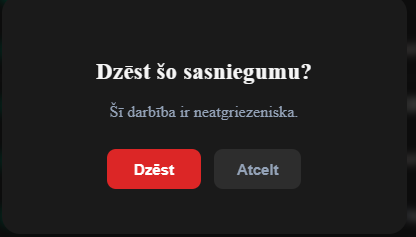 Dzēst šo sasniegumu?
Šī darbība ir neatgriezeniska.
Dzēst
Atcelt